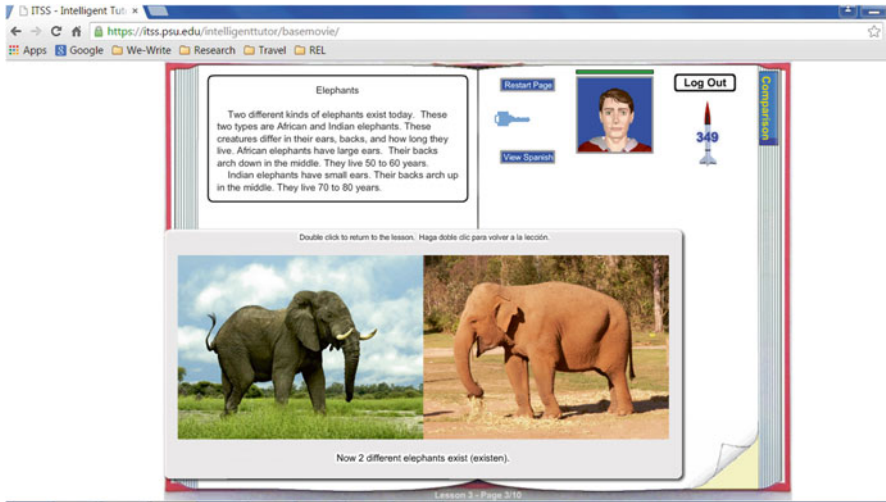 ITSS - Intelligent Tut
https://itss.psu.edu/intelligenttutor/basemovie/
Apps Google We-Write Research Travel REL
Elephants
Two different kinds of elephants exist today. These
two types are African and Indian elephants. These
creatures differ in their ears, backs, and how long they
live. African elephants have large ears. Their backs
arch down in the middle. They live 50 to 60 years.
Indian elephants have small ears. Their backs arch up
in the middle. They live 70 to 80 years.
Restart Page
View Spanish
Log Out
349
Comparison
Double click to return to the lesson. Haga doble clic para volver a la lección.
Now 2 different elephants exist (existen).
Lesson 3 - Page 3/10